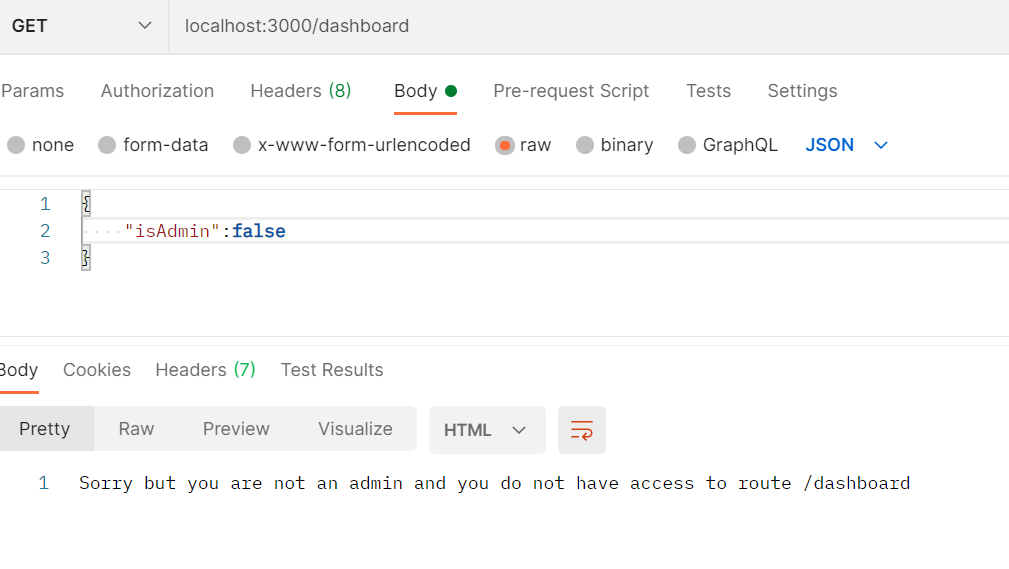 GET localhost:3000/dashboard
Params Authorization Headers (8) Body Pre-request Script Tests Settings
none form-data x-www-form-urlencoded raw binary GraphQL JSON
1 {
2 "isAdmin":false
3 }
Body Cookies Headers (7) Test Results
Pretty Raw Preview Visualize HTML
1 Sorry but you are not an admin and you do not have access to route /dashboard